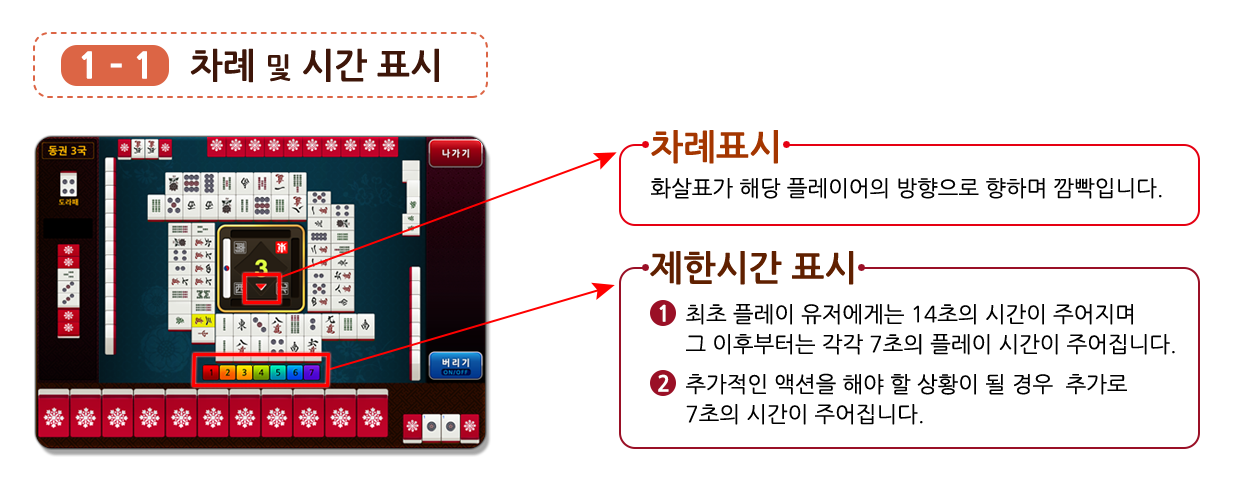 1 - 1 차례 및 시간 표시
동권 3국
도라패
나가기
3
버리기
ON/OFF
1 2 3 4 5 6 7
차례표시
화살표가 해당 플레이어의 방향으로 향하며 깜빡입니다.
제한시간 표시
1 최초 플레이 유저에게는 14초의 시간이 주어지며
그 이후부터는 각각 7초의 플레이 시간이 주어집니다.
2 추가적인 액션을 해야 할 상황이 될 경우 추가로
7초의 시간이 주어집니다.